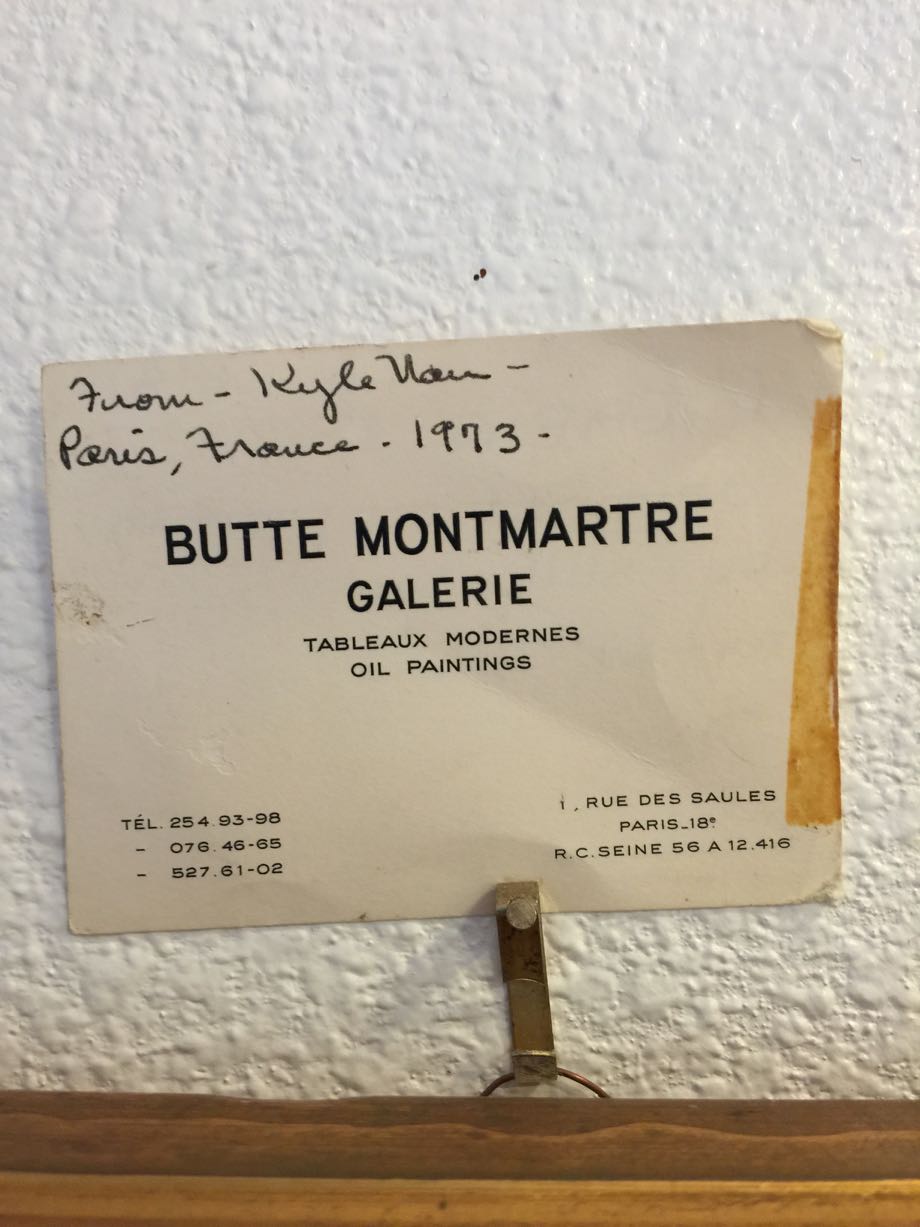 From - Kyle
Paris, France - 1973 -
BUTTE MONTMARTRE
GALERIE
TABLEAUX MODERNES
OIL PAINTINGS
TÉL. 254.93-98
- 076.46-65
- 527.61-02
1, RUE DES SAULES
PARIS_18e
R.C. SEINE 56 A 12.416